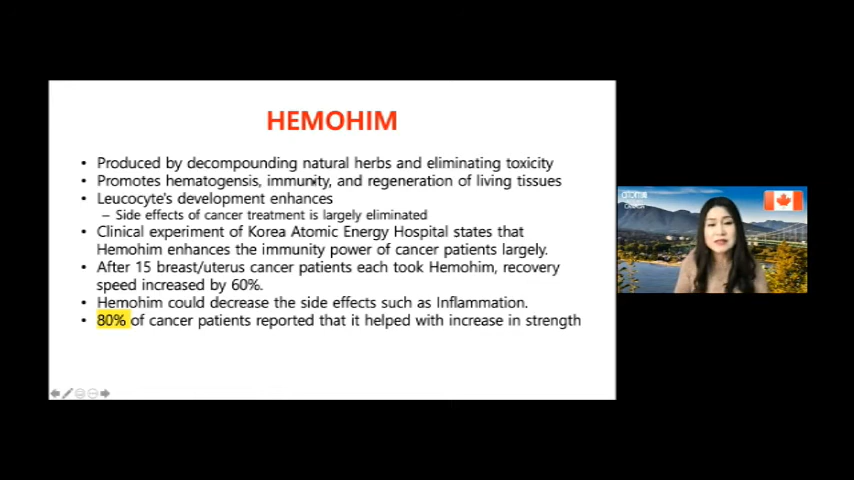 HEMOHIM
• Produced by decompounding natural herbs and eliminating toxicity
• Promotes hematogensis, immunity, and regeneration of living tissues
• Leucocyte's development enhances
– Side effects of cancer treatment is largely eliminated
• Clinical experiment of Korea Atomic Energy Hospital states that
Hemohim enhances the immunity power of cancer patients largely.
• After 15 breast/uterus cancer patients each took Hemohim, recovery
speed increased by 60%.
• Hemohim could decrease the side effects such as Inflammation.
• 80% of cancer patients reported that it helped with increase in strength